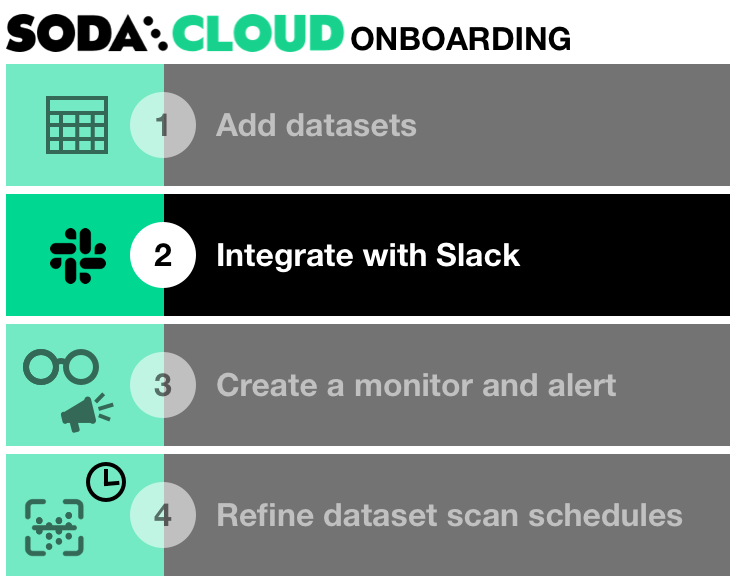 SODA CLOUD ONBOARDING
1 Add datasets
2 Integrate with Slack
3 Create a monitor and alert
4 Refine dataset scan schedules